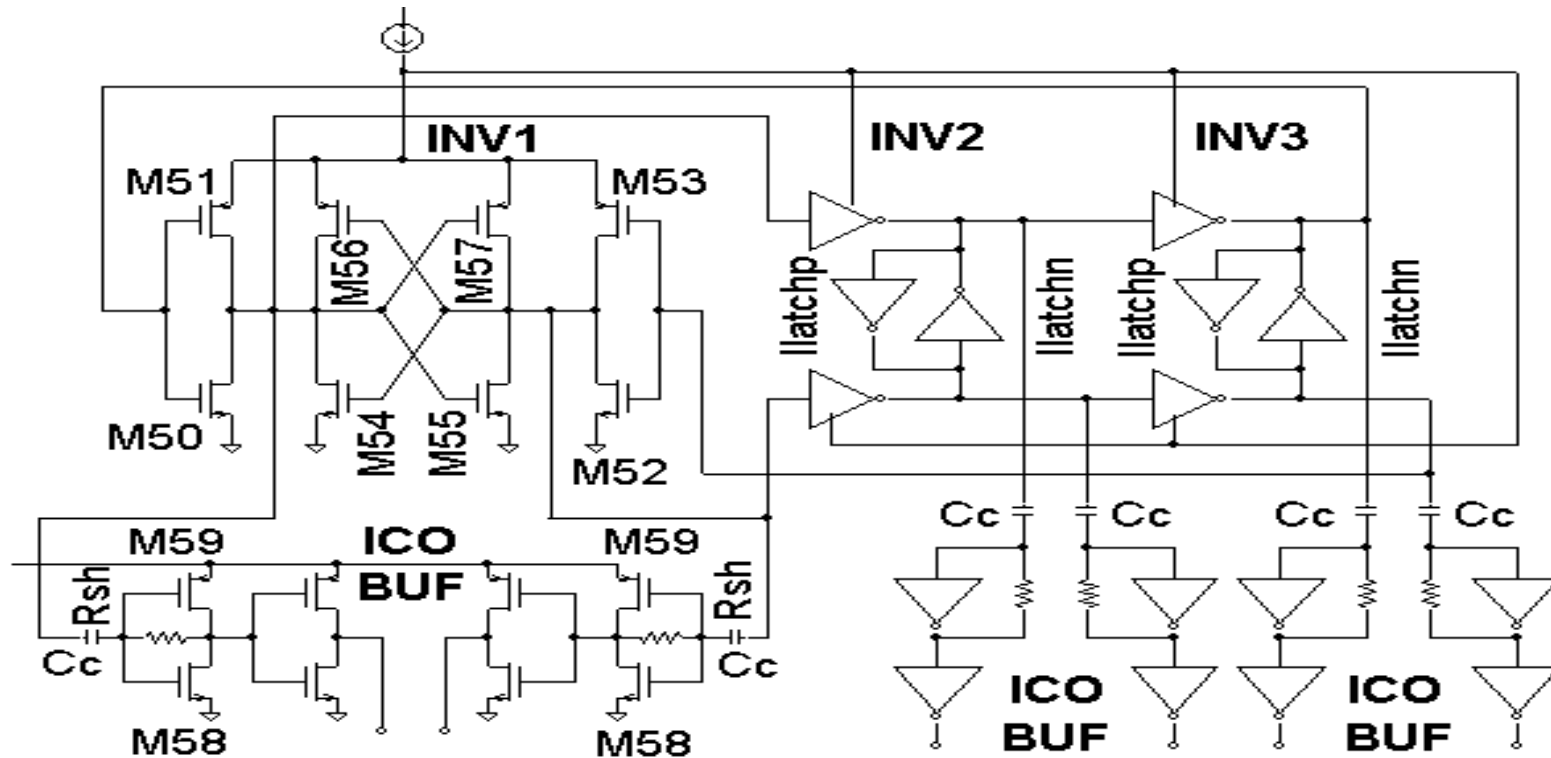 INV1
INV2
INV3
M51
M53
M56
M57
Ilatchp
Ilatchn
Ilatchp
Ilatchn
M50
M54
M55
M52
M59
ICO
BUF
M59
Rsh
Rsh
Cc
Cc
Cc
Cc
Cc
Cc
M58
M58
ICO
BUF
ICO
BUF